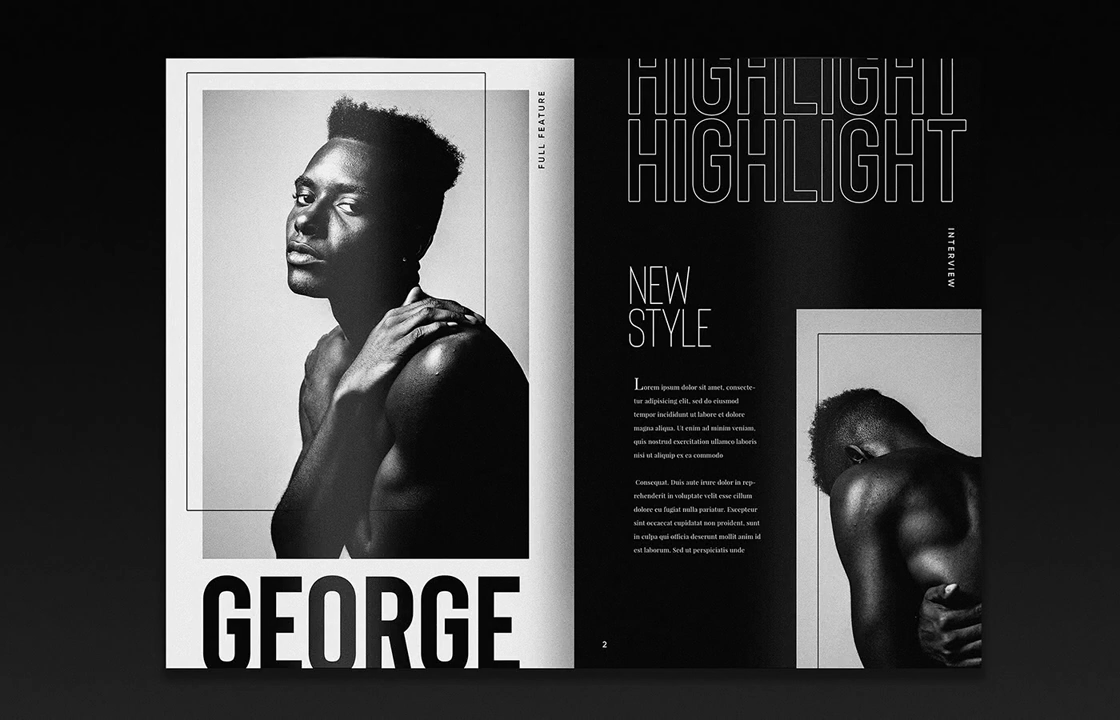 FULL FEATURE
GEORGE
HIGHLIGHT
HIGHLIGHT
INTERVIEW
NEW
STYLE
Lorem ipsum dolor sit amet, consecte-
tur adipisicing elit, sed do eiusmod
tempor incididunt ut labore et dolore
magna aliqua. Ut enim ad minim veniam,
quis nostrud exercitation ullamco laboris
nisi ut aliquip ex ea commodo
Consequat. Duis aute irure dolor in rep-
rehenderit in voluptate velit esse cillum
dolore eu fugiat nulla pariatur. Excepteur
sint occaecat cupidatat non proident, sunt
in culpa qui officia deserunt mollit anim id
est laborum. Sed ut perspiciatis unde
2